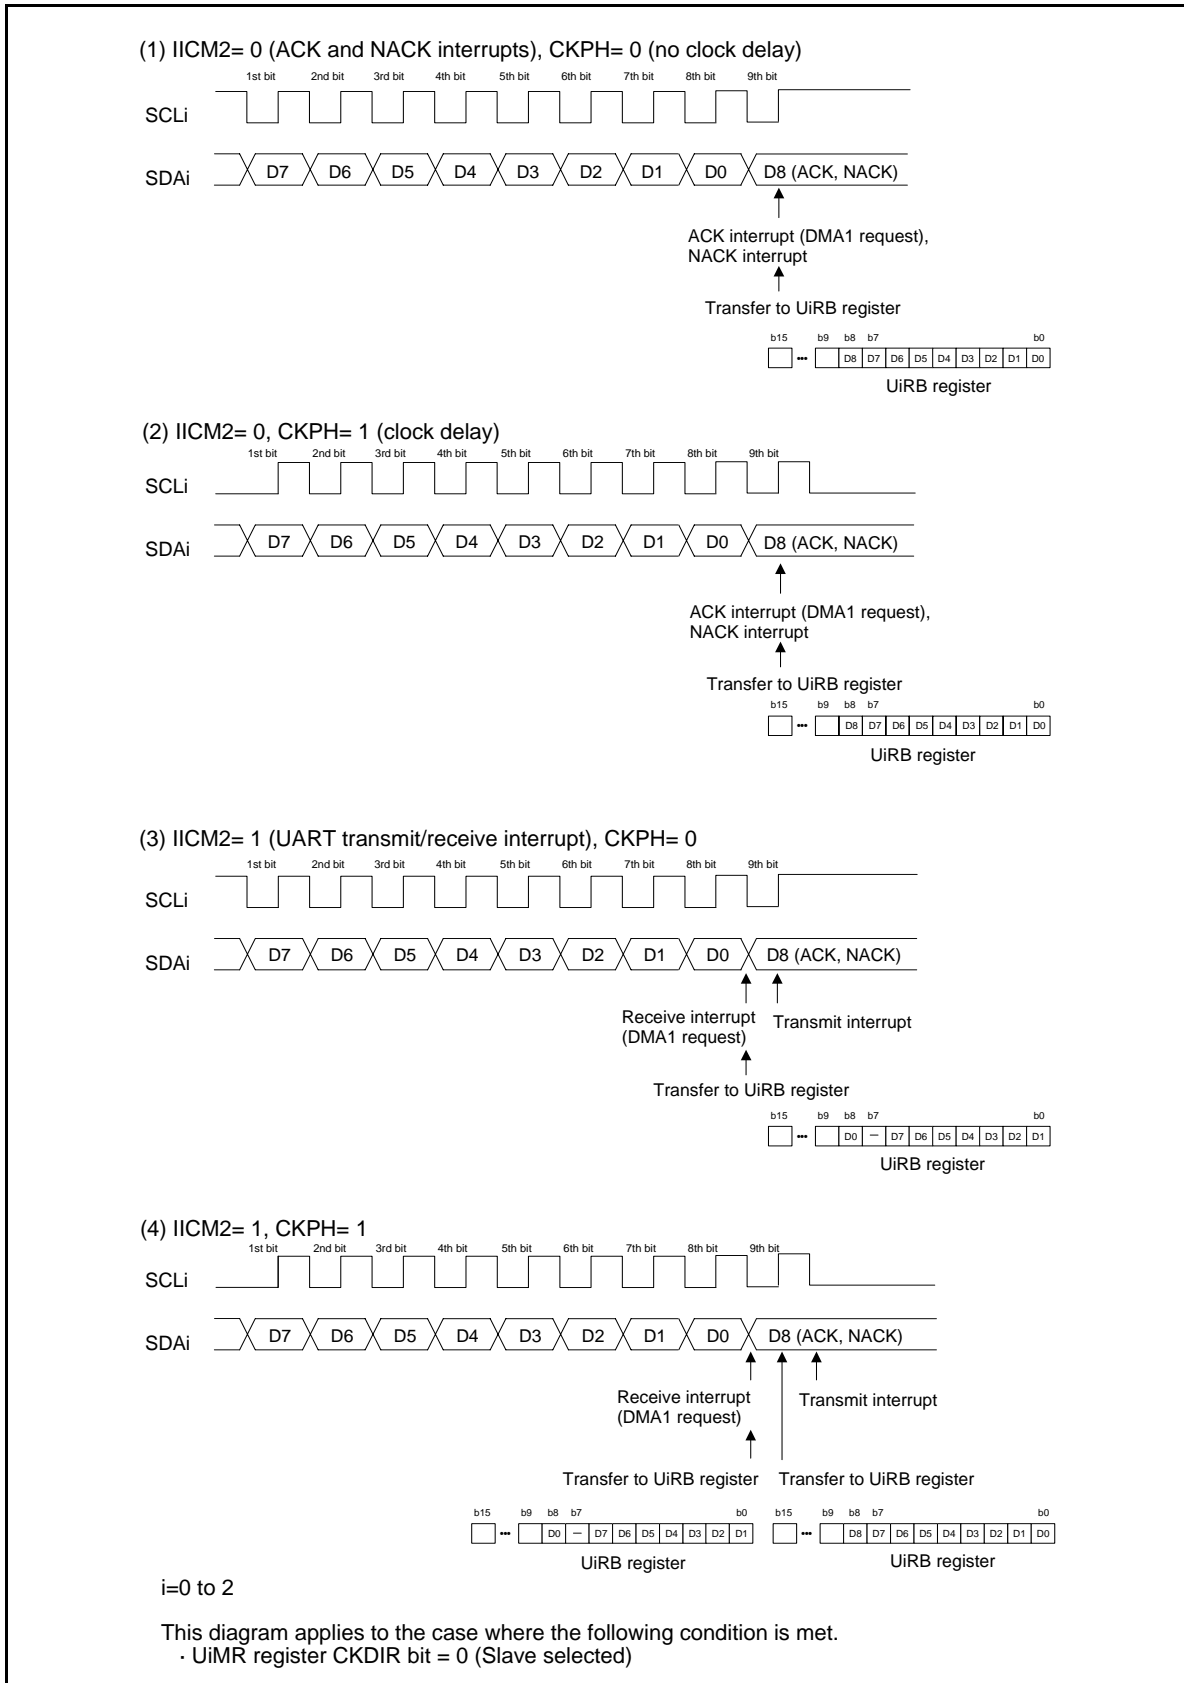 (1) IICM2= 0 (ACK and NACK interrupts), CKPH= 0 (no clock delay)
1st bit 2nd bit 3rd bit 4th bit 5th bit 6th bit 7th bit 8th bit 9th bit
SCLi
SDAi D7 D6 D5 D4 D3 D2 D1 D0 D8 (ACK, NACK)
ACK interrupt (DMA1 request),
NACK interrupt
Transfer to UiRB register
b15 b9 b8 b7 b0
... D8 D7 D6 D5 D4 D3 D2 D1 D0
UiRB register
(2) IICM2= 0, CKPH= 1 (clock delay)
1st bit 2nd bit 3rd bit 4th bit 5th bit 6th bit 7th bit 8th bit 9th bit
SCLi
SDAi D7 D6 D5 D4 D3 D2 D1 D0 D8 (ACK, NACK)
ACK interrupt (DMA1 request),
NACK interrupt
Transfer to UiRB register
b15 b9 b8 b7 b0
... D8 D7 D6 D5 D4 D3 D2 D1 D0
UiRB register
(3) IICM2= 1 (UART transmit/receive interrupt), CKPH= 0
1st bit 2nd bit 3rd bit 4th bit 5th bit 6th bit 7th bit 8th bit 9th bit
SCLi
SDAi D7 D6 D5 D4 D3 D2 D1 D0 D8 (ACK, NACK)
Receive interrupt Transmit interrupt
(DMA1 request)
Transfer to UiRB register
b15 b9 b8 b7 b0
... D0 – D7 D6 D5 D4 D3 D2 D1
UiRB register
(4) IICM2= 1, CKPH= 1
1st bit 2nd bit 3rd bit 4th bit 5th bit 6th bit 7th bit 8th bit 9th bit
SCLi
SDAi D7 D6 D5 D4 D3 D2 D1 D0 D8 (ACK, NACK)
Receive interrupt Transmit interrupt
(DMA1 request)
Transfer to UiRB register Transfer to UiRB register
b15 b9 b8 b7 b0 b15 b9 b8 b7 b0
... D0 – D7 D6 D5 D4 D3 D2 D1 ... D8 D7 D6 D5 D4 D3 D2 D1 D0
UiRB register UiRB register
i=0 to 2
This diagram applies to the case where the following condition is met.
· UiMR register CKDIR bit = 0 (Slave selected)